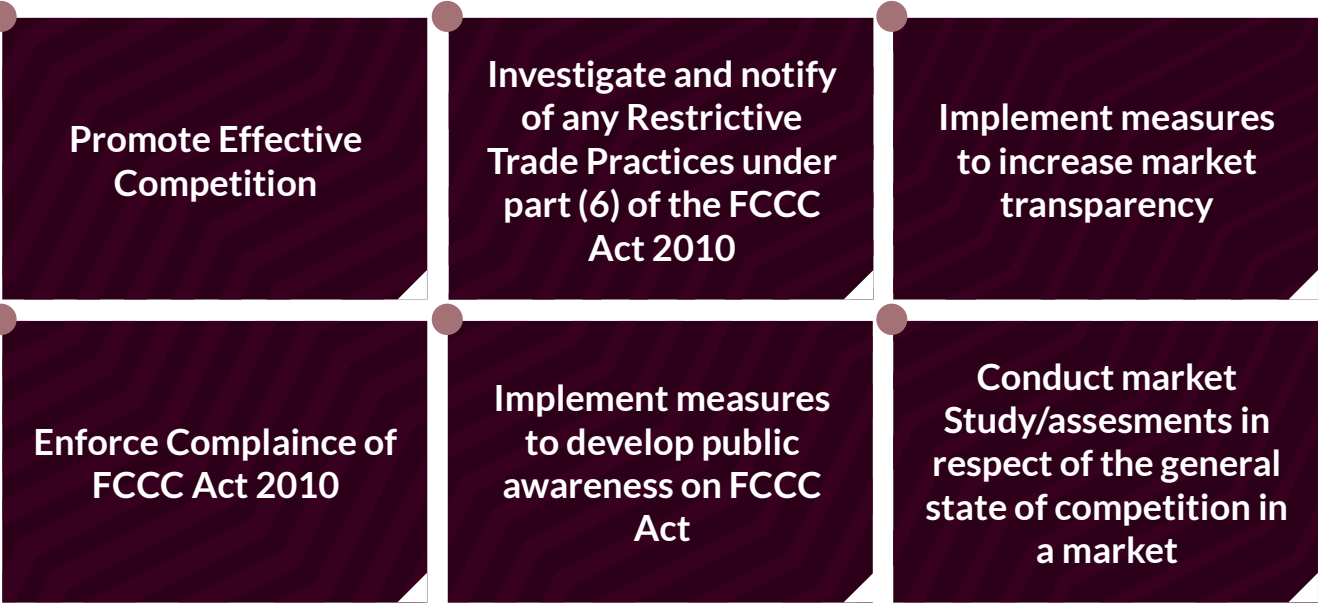 Promote Effective
Competition
Investigate and notify
of any Restrictive
Trade Practices under
part (6) of the FCCC
Act 2010
Implement measures
to increase market
transparency
Enforce Complaince of
FCCC Act 2010
Implement measures
to develop public
awareness on FCCC
Act
Conduct market
Study/assesments in
respect of the general
state of competition in
a market